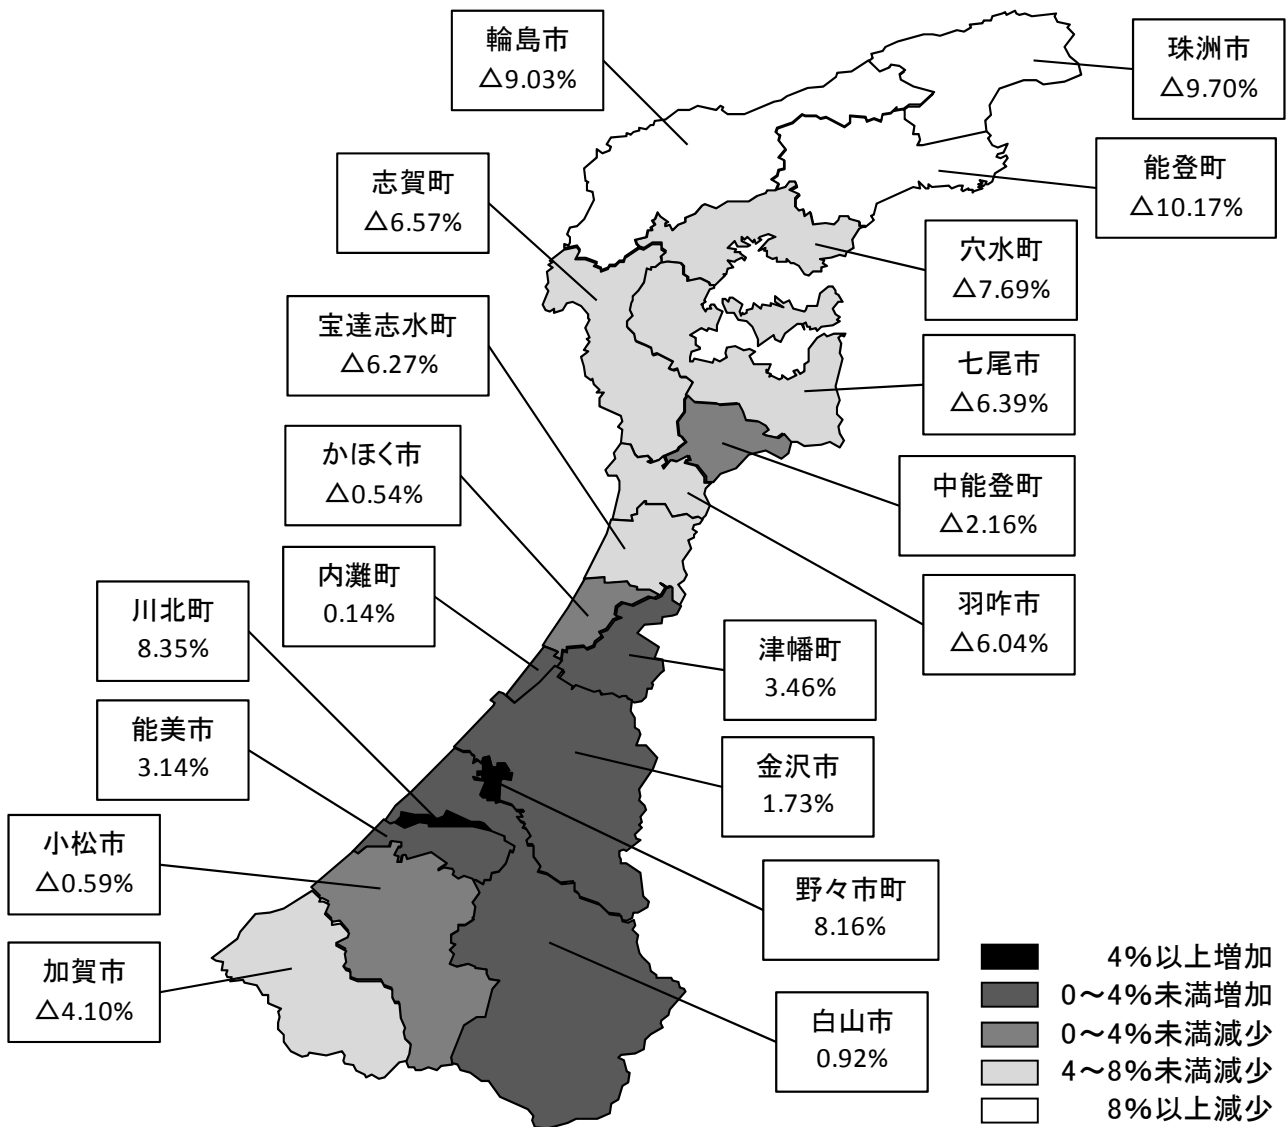 輪島市
△9.03%
珠洲市
△9.70%
志賀町
△6.57%
能登町
△10.17%
穴水町
△7.69%
宝達志水町
△6.27%
七尾市
△6.39%
かほく市
△0.54%
中能登町
△2.16%
内灘町
0.14%
川北町
8.35%
羽咋市
△6.04%
津幡町
3.46%
能美市
3.14%
金沢市
1.73%
小松市
△0.59%
野々市町
8.16%
加賀市
△4.10%
白山市
0.92%
4%以上増加
0～4%未満増加
0～4%未満減少
4～8%未満減少
8%以上減少